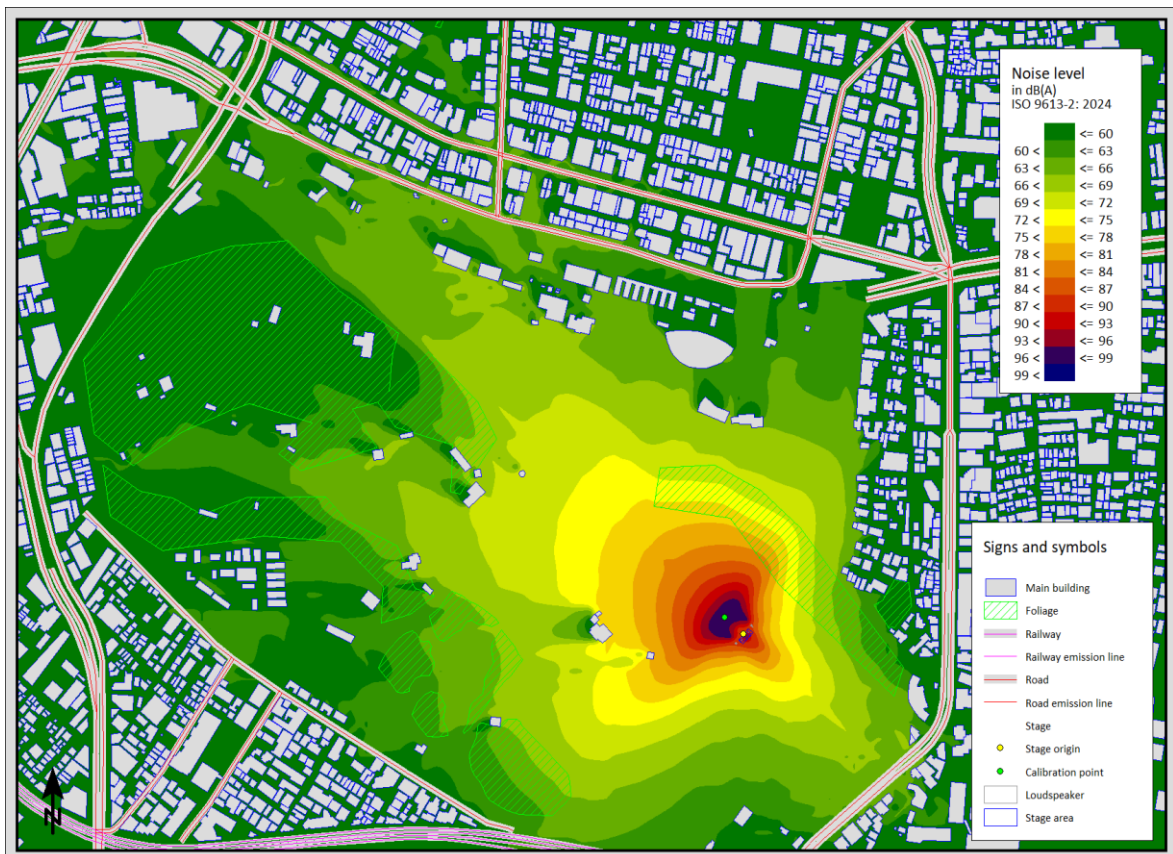 Noise level
in dB(A)
ISO 9613-2: 2024
<= 60
60 < <= 63
63 < <= 66
66 < <= 69
69 < <= 72
72 < <= 75
75 < <= 78
78 < <= 81
81 < <= 84
84 < <= 87
87 < <= 90
90 < <= 93
93 < <= 96
96 < <= 99
99 <
Signs and symbols
Main building
Foliage
Railway
Railway emission line
Road
Road emission line
Stage
Stage origin
Calibration point
Loudspeaker
Stage area
N